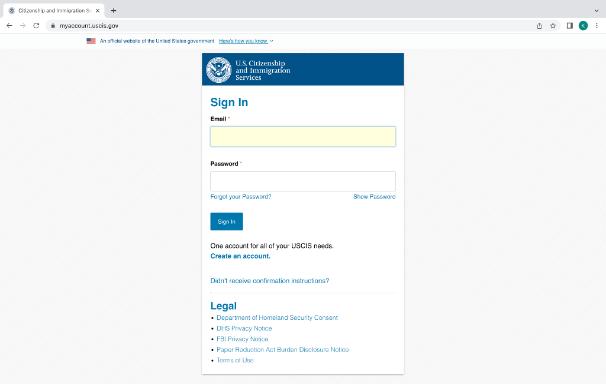 Citizenship and Immigration Se
myaccount.uscis.gov
An official website of the United States government Here's how you know
K
U.S. Citizenship
and Immigration
Services
Sign In
Email *
Password *
Forgot your Password? Show Password
Sign In
One account for all of your USCIS needs.
Create an account.
Didn't receive confirmation instructions?
Legal
• Department of Homeland Security Consent
• DHS Privacy Notice
• FBI Privacy Notice
• Paper Reduction Act Burden Disclosure Notice
• Terms of Use